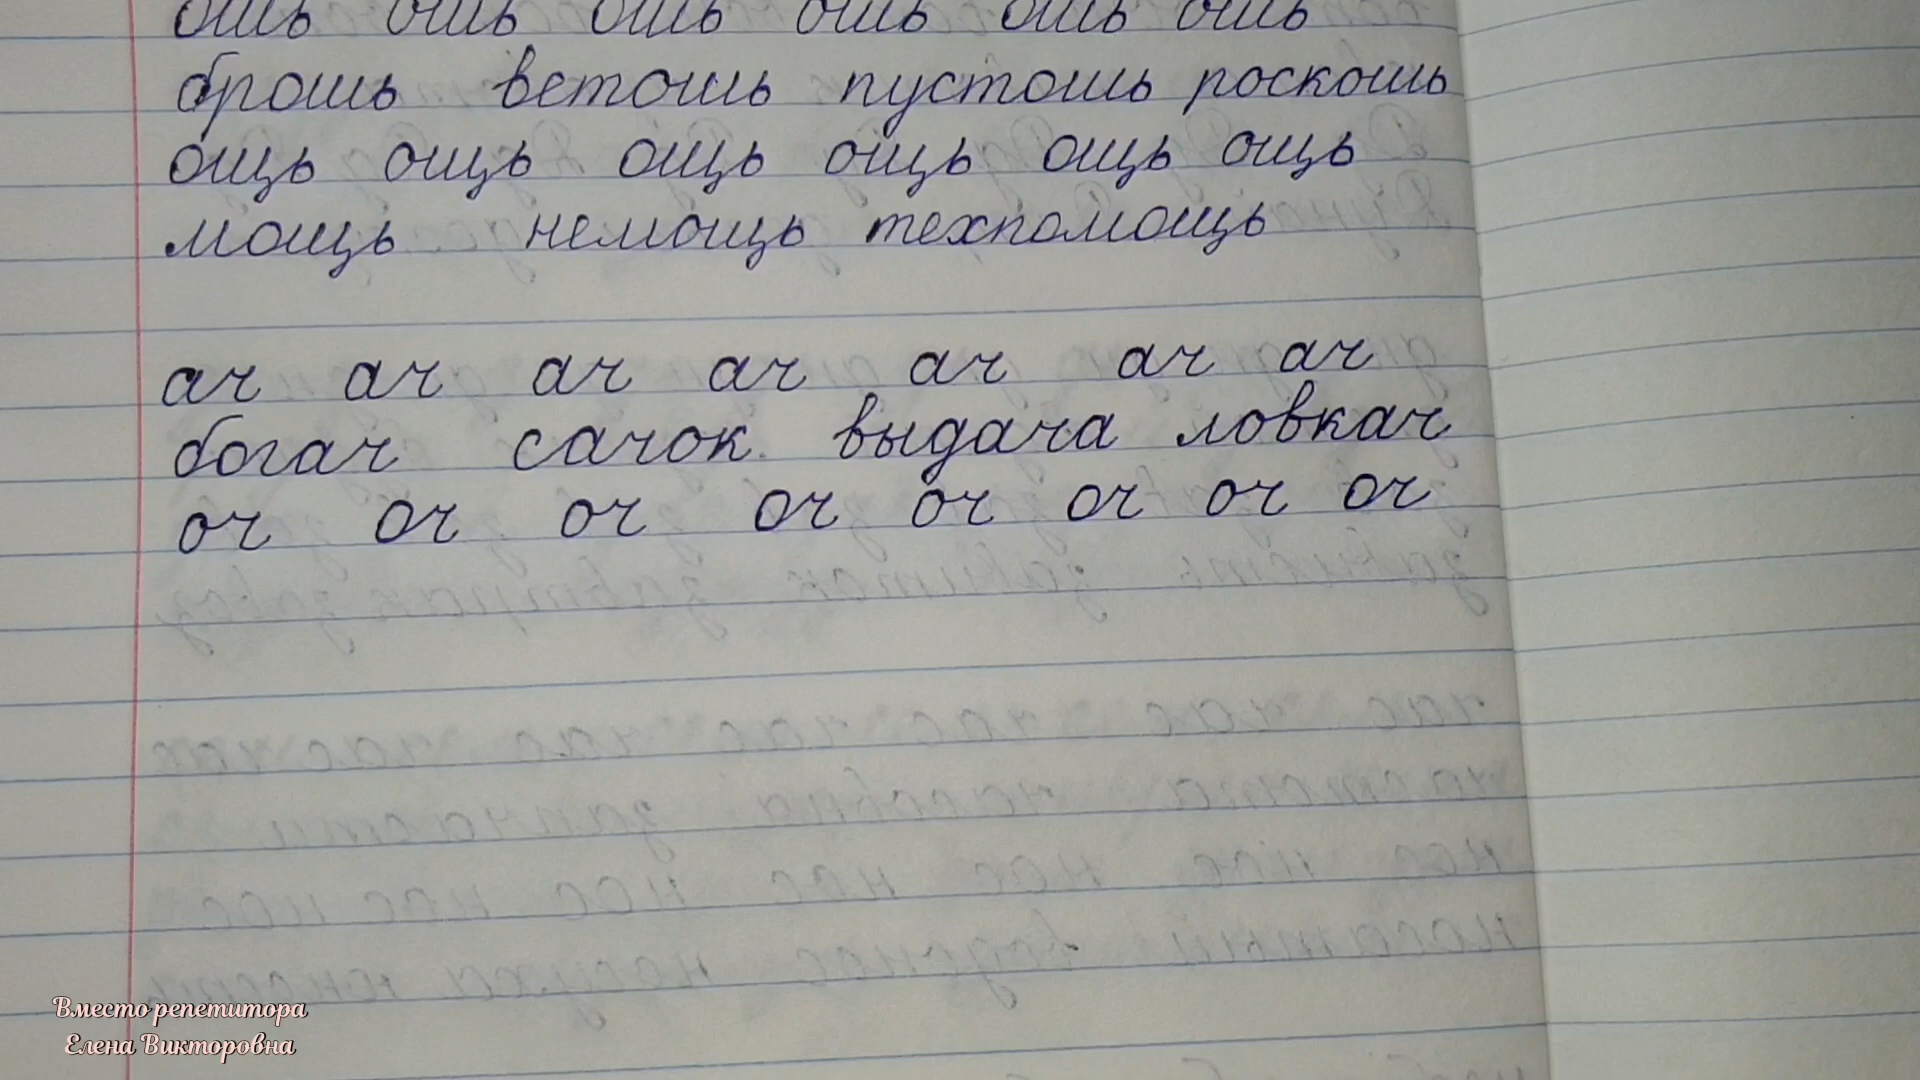 ошь ошь ошь ошь ошь ошь
брошь ветошь пустошь роскошь
ощь ощь ощь ощь ощь ощь
мощь немощь техпомощь
ач ач ач ач ач ач ач
богач сачок выдача ловкач
оч оч оч оч оч оч оч оч
Вместо репетитора
Елена Викторовна